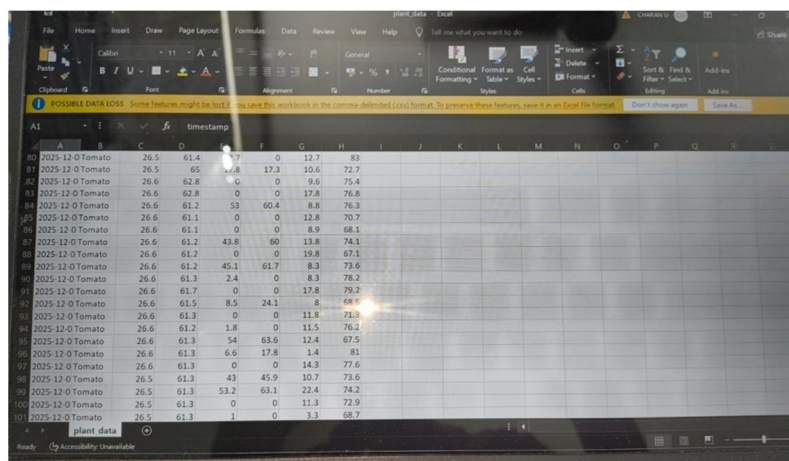 plant_data - Excel CHARAN U
File Home Insert Draw Page Layout Formulas Data Review View Help Tell me what you want to do Share
Paste Calibri 11 A A General Conditional Format as Cell Insert Sort & Find & Add-ins
B I U A % Formatting Table Styles Delete Filter Select
Format
Clipboard Font Alignment Number Styles Cells Editing Add-ins
POSSIBLE DATA LOSS Some features might be lost if you save this workbook in the comma-delimited (.csv) format. To preserve these features, save it in an Excel file format. Don't show again Save As...
A1 fx timestamp
A B C D F G H I J K L M N O P Q R
80 2025-12-0 Tomato 26.5 61.4 0 12.7 83
81 2025-12-0 Tomato 26.5 65 17.3 10.6 72.7
82 2025-12-0 Tomato 26.6 62.8 0 0 9.6 75.4
83 2025-12-0 Tomato 26.6 62.8 0 0 17.8 76.8
84 2025-12-0 Tomato 26.6 61.2 53 60.4 8.8 76.3
85 2025-12-0 Tomato 26.6 61.1 0 0 12.8 70.7
86 2025-12-0 Tomato 26.6 61.1 0 0 8.9 68.1
87 2025-12-0 Tomato 26.6 61.2 43.8 60 13.8 74.1
88 2025-12-0 Tomato 26.6 61.2 0 0 19.8 67.1
89 2025-12-0 Tomato 26.6 61.2 45.1 61.7 8.3 73.6
90 2025-12-0 Tomato 26.6 61.3 2.4 0 8.3 78.2
91 2025-12-0 Tomato 26.6 61.7 0 0 17.8 79.2
92 2025-12-0 Tomato 26.6 61.5 8.5 24.1 8 68.5
93 2025-12-0 Tomato 26.6 61.3 0 0 11.8 71.3
94 2025-12-0 Tomato 26.6 61.2 1.8 0 11.5 76.2
95 2025-12-0 Tomato 26.6 61.3 54 63.6 12.4 67.5
96 2025-12-0 Tomato 26.6 61.3 6.6 17.8 1.4 81
97 2025-12-0 Tomato 26.6 61.3 0 0 14.3 77.6
98 2025-12-0 Tomato 26.5 61.3 43 45.9 10.7 73.6
99 2025-12-0 Tomato 26.5 61.3 53.2 63.1 22.4 74.2
100 2025-12-0 Tomato 26.5 61.3 0 0 11.3 72.9
101 2025-12-0 Tomato 26.5 61.3 1 0 3.3 68.7
plant data
Ready Accessibility: Unavailable